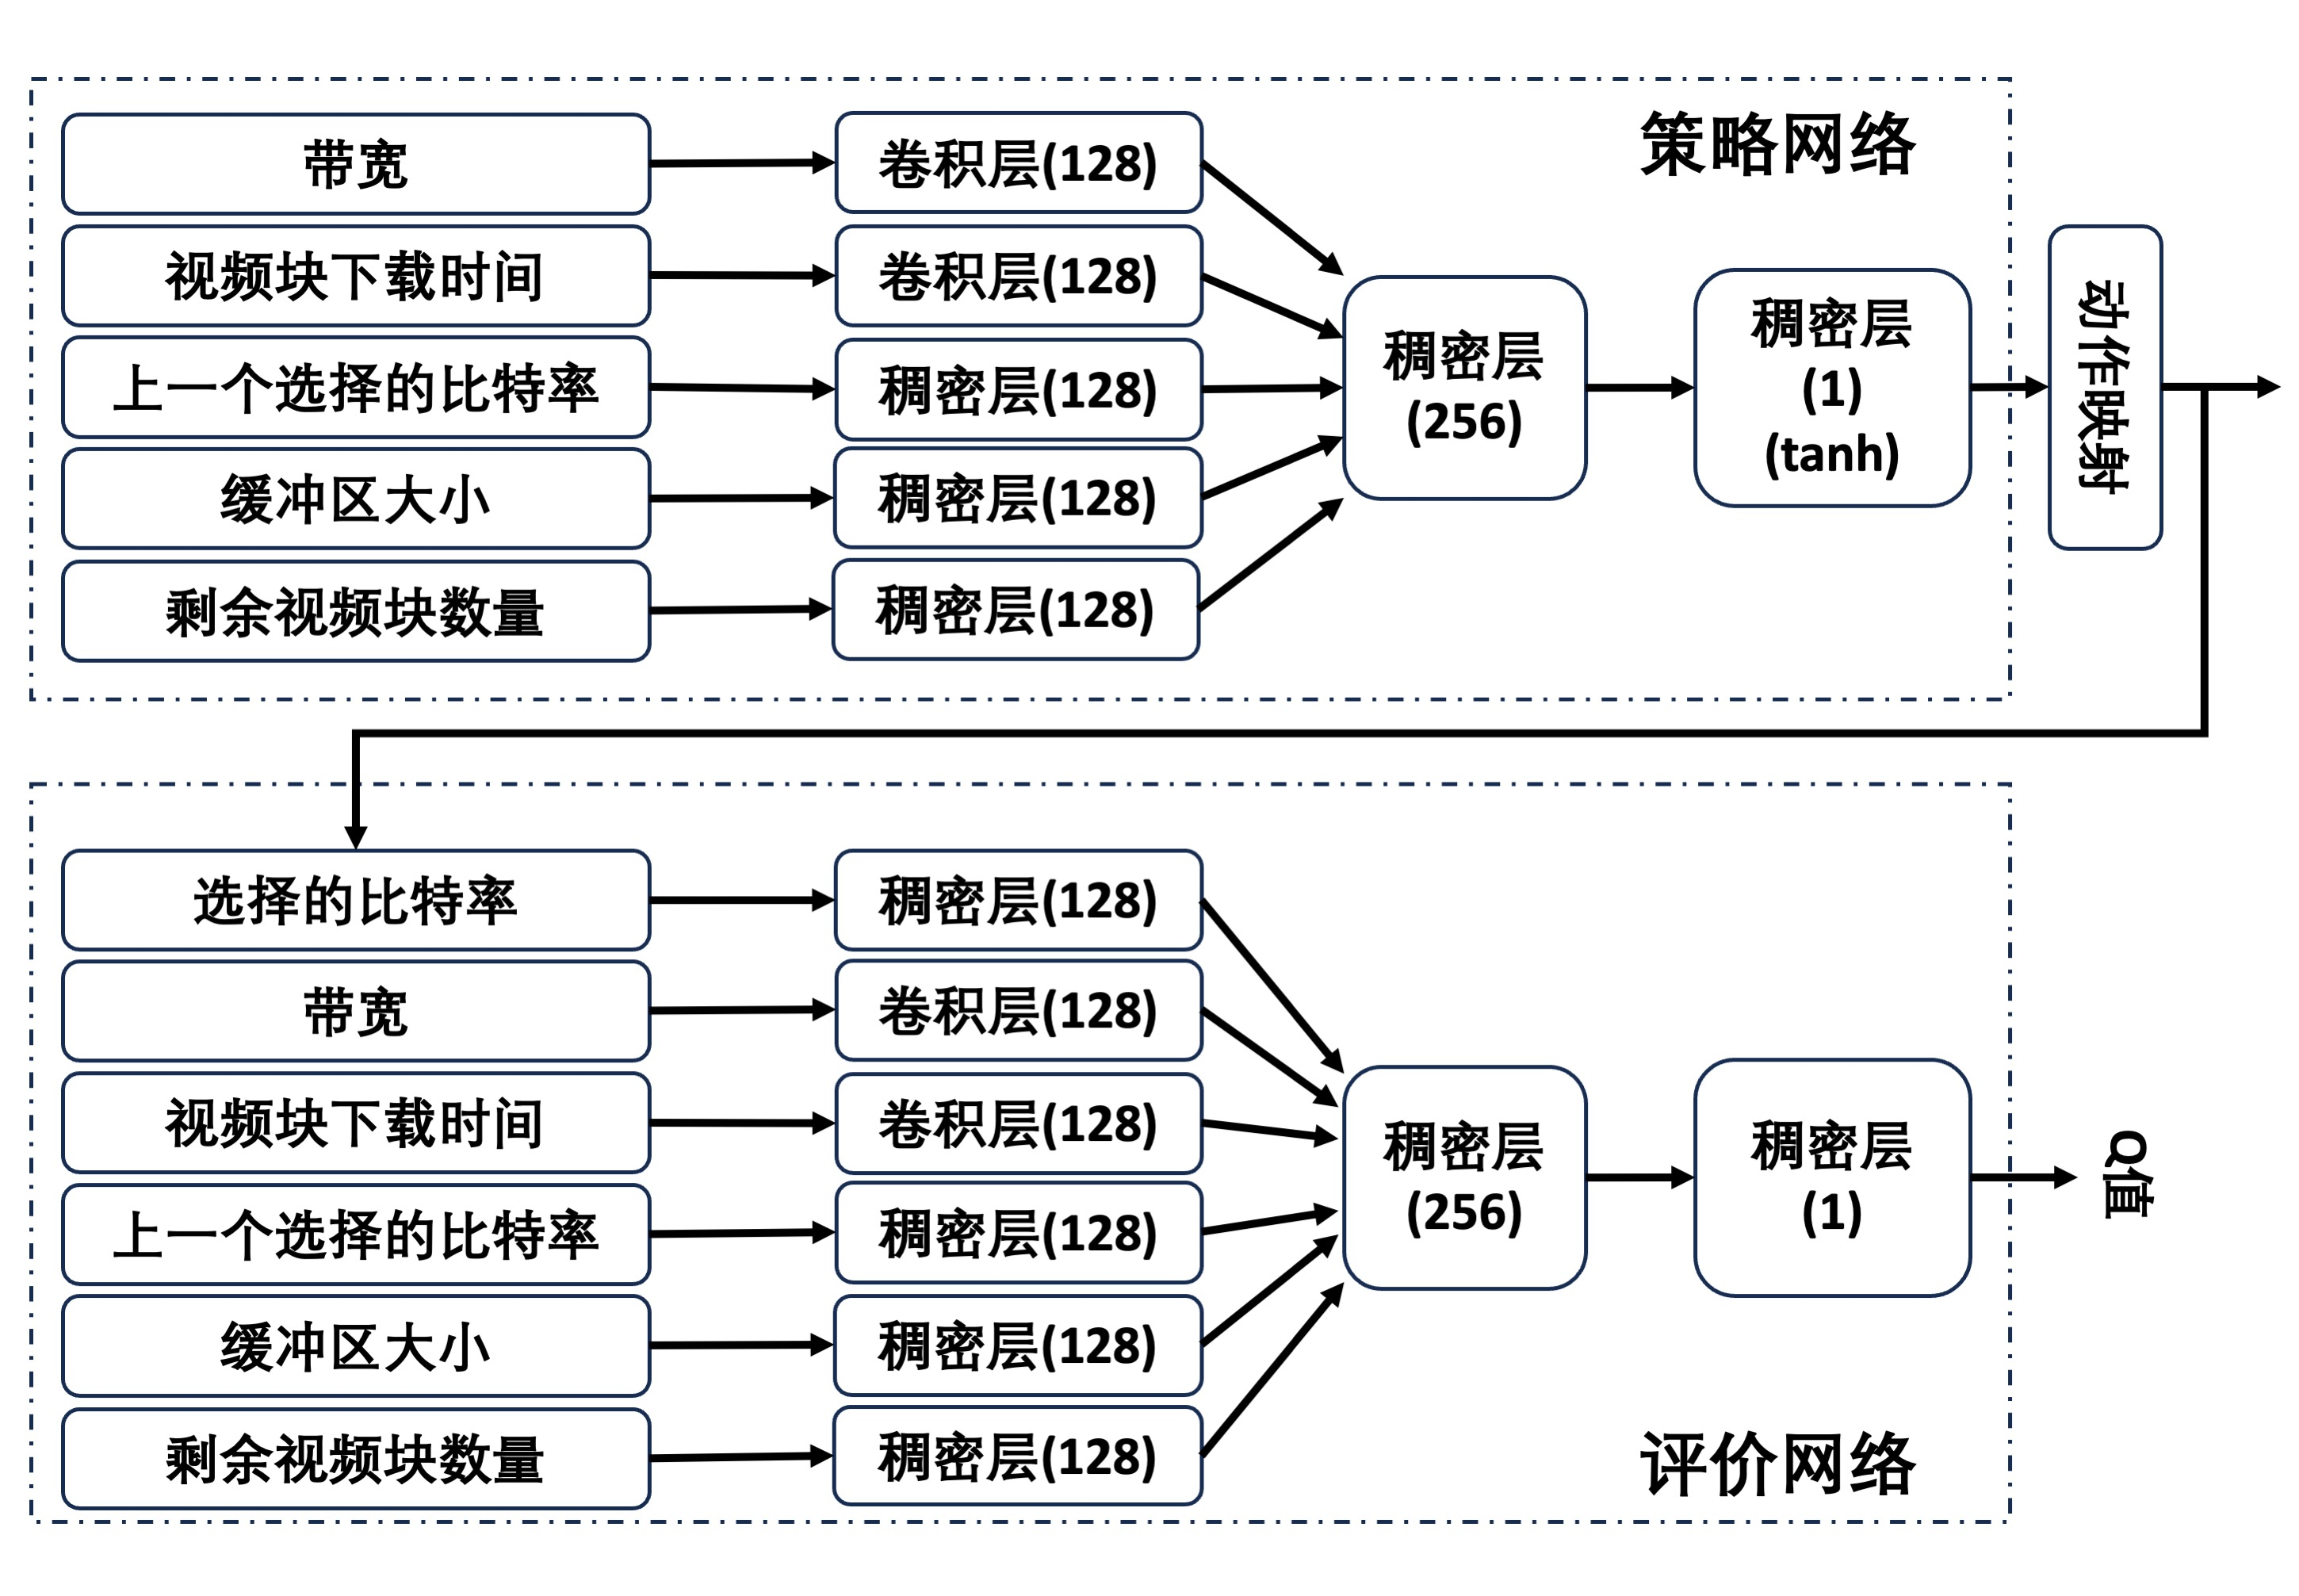 策略网络
带宽
卷积层(128)
视频块下载时间
卷积层(128)
上一个选择的比特率
稠密层(128)
缓冲区大小
稠密层(128)
剩余视频块数量
稠密层(128)
稠密层
(256)
稠密层
(1)
(tanh)
动作映射
选择的比特率
稠密层(128)
带宽
卷积层(128)
视频块下载时间
卷积层(128)
上一个选择的比特率
稠密层(128)
缓冲区大小
稠密层(128)
剩余视频块数量
稠密层(128)
稠密层
(256)
稠密层
(1)
Q值
评价网络